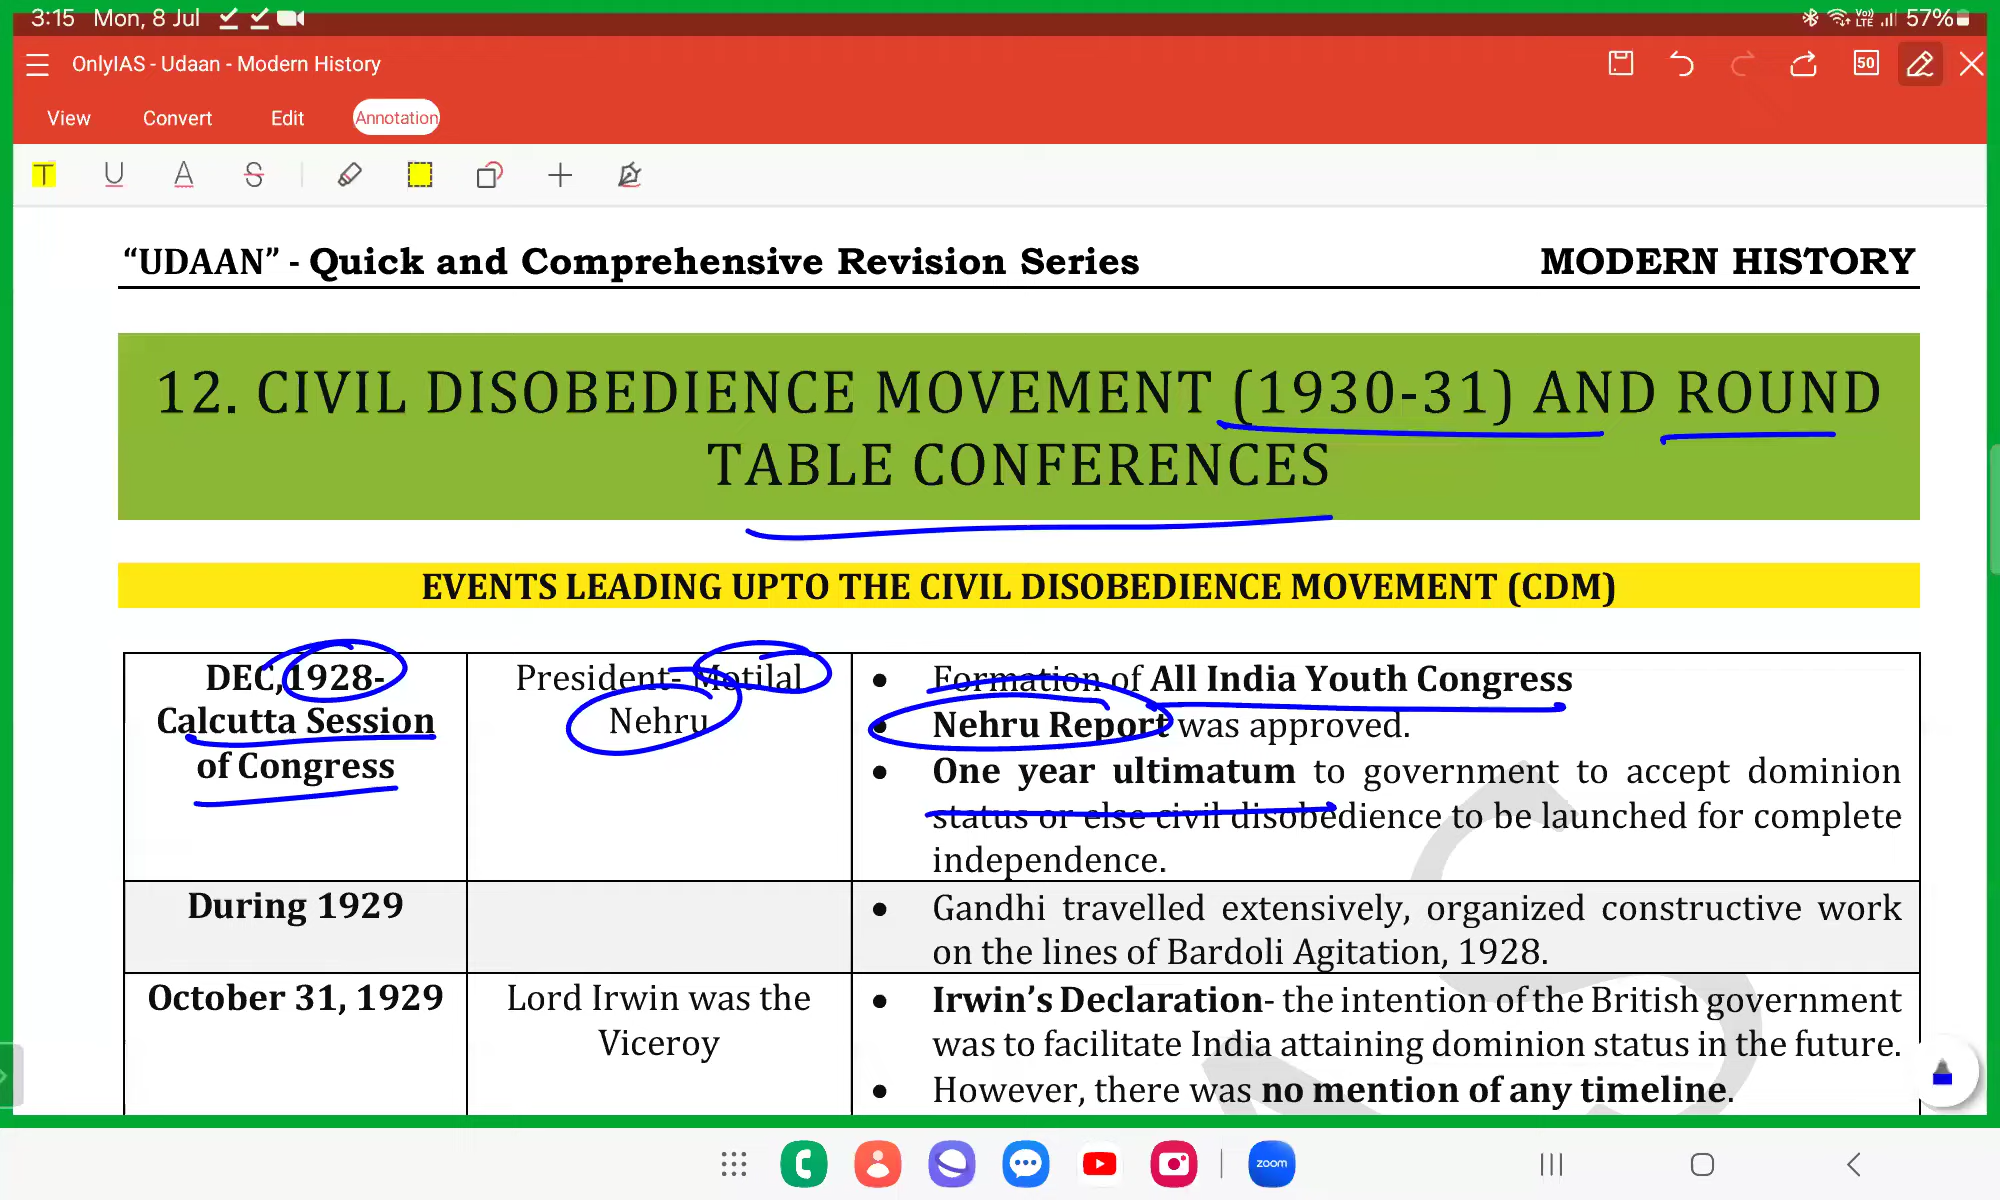 3:15 Mon, 8 Jul
Vo)) LTE 57%
OnlyIAS - Udaan - Modern History
50
View Convert Edit Annotation
T U A S
“UDAAN” - Quick and Comprehensive Revision Series MODERN HISTORY
12. CIVIL DISOBEDIENCE MOVEMENT (1930-31) AND ROUND
TABLE CONFERENCES
EVENTS LEADING UPTO THE CIVIL DISOBEDIENCE MOVEMENT (CDM)
DEC,1928-
Calcutta Session
of Congress
President- Motilal
Nehru
• Formation of All India Youth Congress
• Nehru Report was approved.
• One year ultimatum to government to accept dominion
status or else civil disobedience to be launched for complete
independence.
During 1929
• Gandhi travelled extensively, organized constructive work
on the lines of Bardoli Agitation, 1928.
October 31, 1929
Lord Irwin was the
Viceroy
• Irwin’s Declaration- the intention of the British government
was to facilitate India attaining dominion status in the future.
• However, there was no mention of any timeline.
zoom